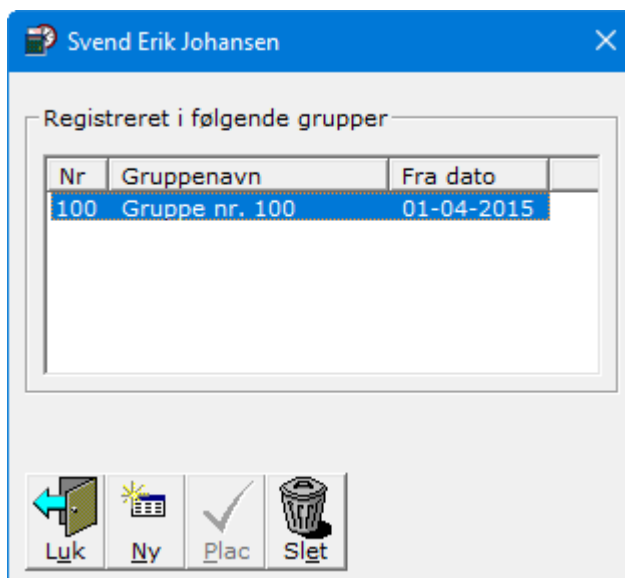 Svend Erik Johansen
Registreret i følgende grupper
Nr Gruppenavn Fra dato
100 Gruppe nr. 100 01-04-2015
Luk Ny Plac Slet